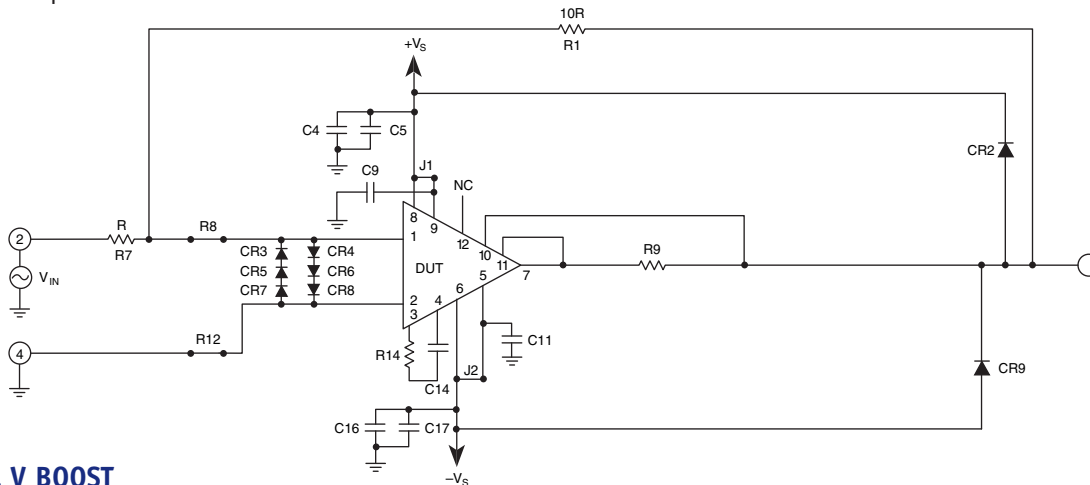 10R
R1
+VS
C4
C5
CR2
C9
J1
NC
8
9
12
10
11
2
R
R7
R8
1
CR3
CR4
CR5
CR6
CR7
CR8
DUT
7
R9
VIN
2
3
4
6
5
4
R12
R14
C14
C11
J2
CR9
C16
C17
−VS
V BOOST